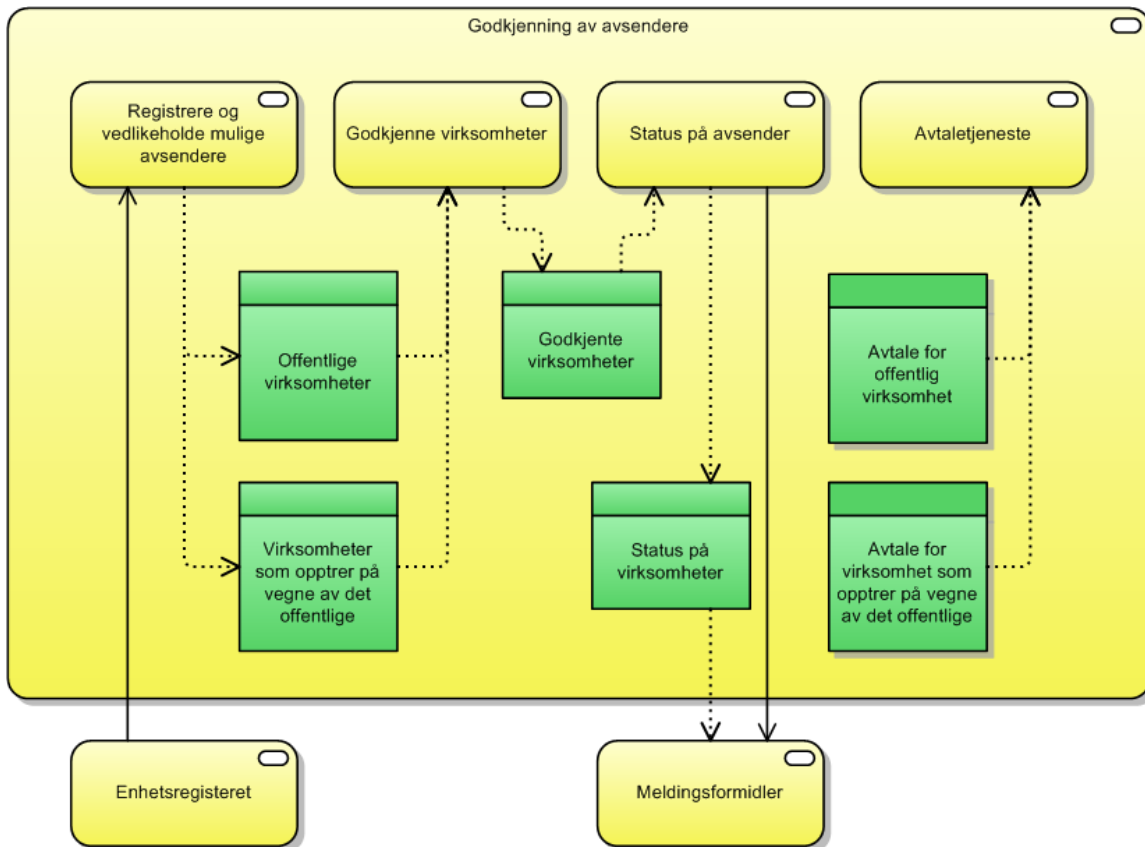 Godkjenning av avsendere
Registrere og
vedlikeholde mulige
avsendere
Godkjenne virksomheter
Status på avsender
Avtaletjeneste
Offentlige
virksomheter
Godkjente
virksomheter
Avtale for
offentlig
virksomhet
Virksomheter
som opptrer på
vegne av det
offentlige
Status på
virksomheter
Avtale for
virksomhet som
opptrer på vegne
av det offentlige
Enhetsregisteret
Meldingsformidler